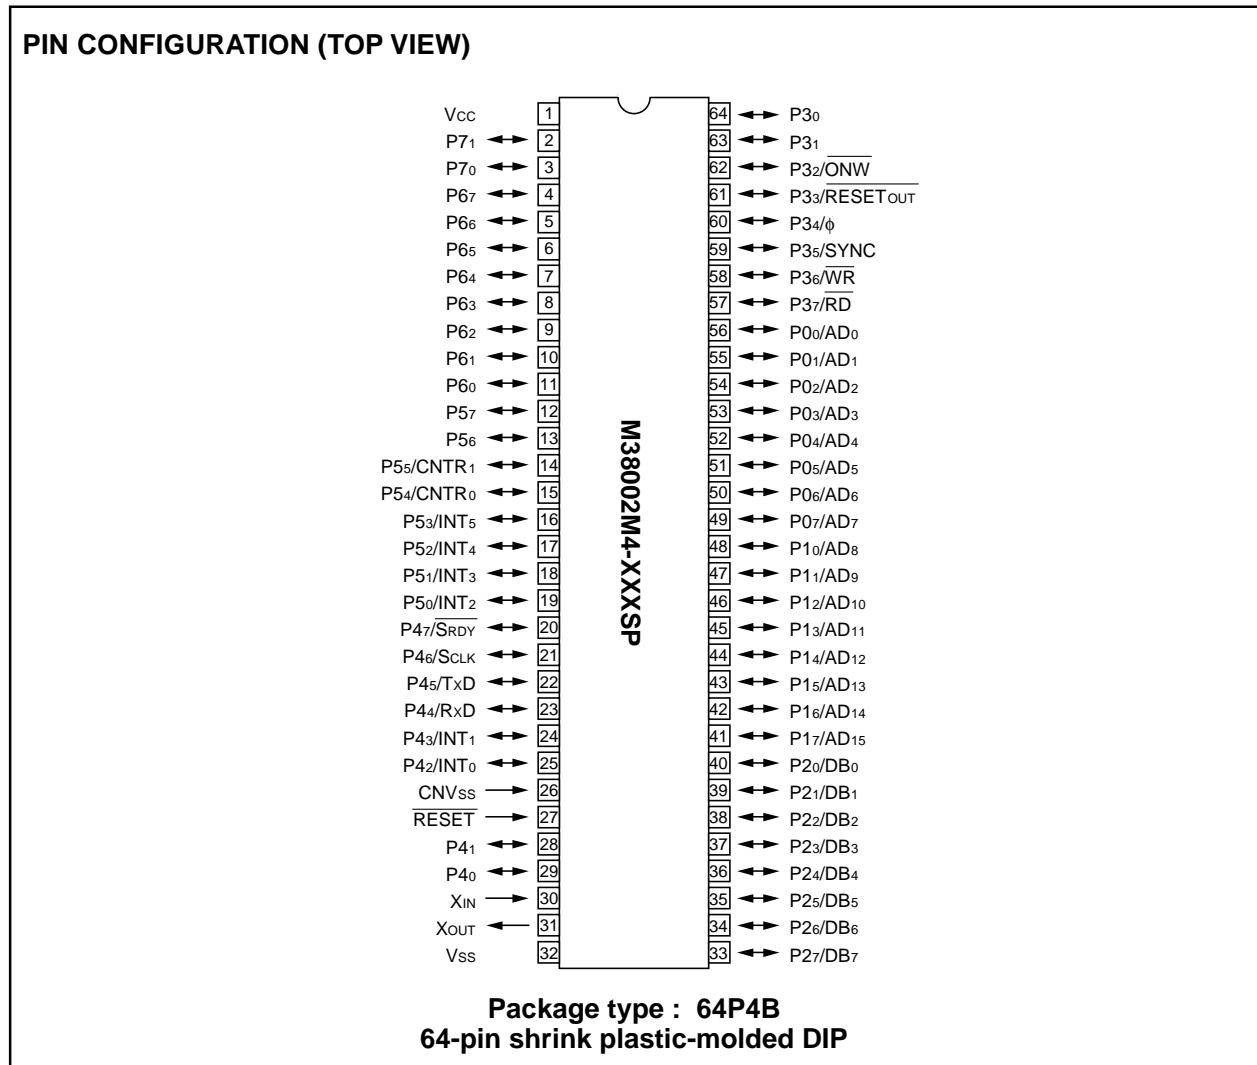 PIN CONFIGURATION (TOP VIEW)
VCC 1 64 P30
P71 2 63 P31
P70 3 62 P32/ONW
P67 4 61 P33/RESETOUT
P66 5 60 P34/ϕ
P65 6 59 P35/SYNC
P64 7 58 P36/WR
P63 8 57 P37/RD
P62 9 56 P00/AD0
P61 10 55 P01/AD1
P60 11 54 P02/AD2
P57 12 53 P03/AD3
P56 13 52 P04/AD4
P55/CNTR1 14 51 P05/AD5
P54/CNTR0 15 50 P06/AD6
P53/INT5 16 49 P07/AD7
P52/INT4 17 48 P10/AD8
P51/INT3 18 47 P11/AD9
P50/INT2 19 46 P12/AD10
P47/SRDY 20 45 P13/AD11
P46/SCLK 21 44 P14/AD12
P45/TXD 22 43 P15/AD13
P44/RXD 23 42 P16/AD14
P43/INT1 24 41 P17/AD15
P42/INT0 25 40 P20/DB0
CNVSS 26 39 P21/DB1
RESET 27 38 P22/DB2
P41 28 37 P23/DB3
P40 29 36 P24/DB4
XIN 30 35 P25/DB5
XOUT 31 34 P26/DB6
VSS 32 33 P27/DB7
M38002M4-XXXSP
Package type : 64P4B
64-pin shrink plastic-molded DIP